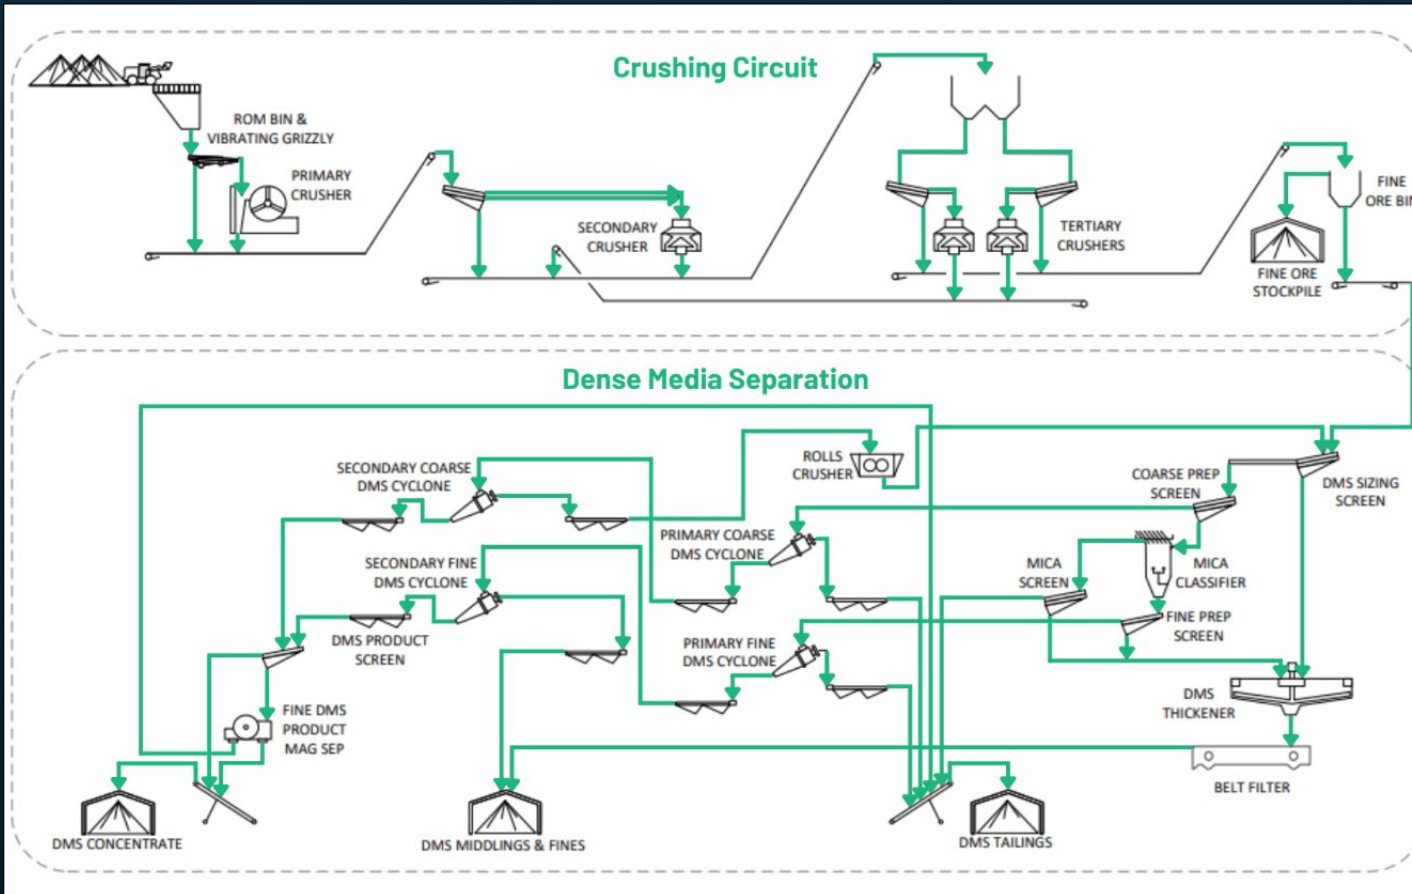 Crushing Circuit
ROM BIN &
VIBRATING GRIZZLY
PRIMARY
CRUSHER
SECONDARY
CRUSHER
TERTIARY
CRUSHERS
FINE
ORE BIN
FINE ORE
STOCKPILE
Dense Media Separation
SECONDARY COARSE
DMS CYCLONE
ROLLS
CRUSHER
COARSE PREP
SCREEN
DMS SIZING
SCREEN
PRIMARY COARSE
DMS CYCLONE
SECONDARY FINE
DMS CYCLONE
MICA
SCREEN
MICA
CLASSIFIER
FINE PREP
SCREEN
DMS PRODUCT
SCREEN
PRIMARY FINE
DMS CYCLONE
DMS
THICKENER
FINE DMS
PRODUCT
MAG SEP
BELT FILTER
DMS CONCENTRATE
DMS MIDDLINGS & FINES
DMS TAILINGS